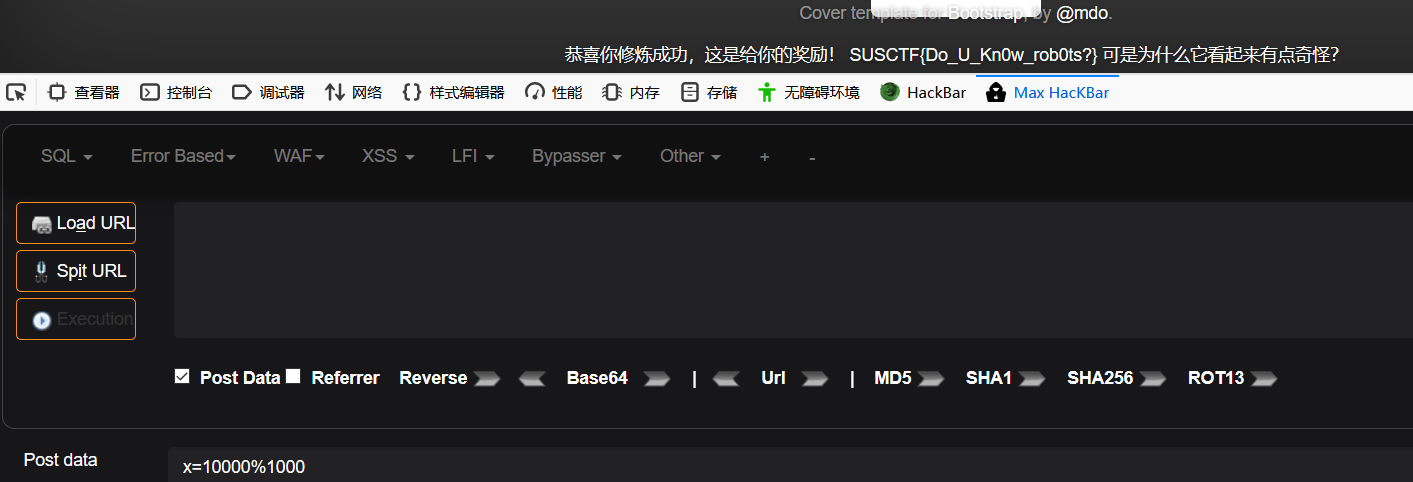 Cover template for Bootstrap, by @mdo.
恭喜你修炼成功，这是给你的奖励！ SUSCTF{Do_U_Kn0w_rob0ts?} 可是为什么它看起来有点奇怪？
查看器 控制台 调试器 网络 样式编辑器 性能 内存 存储 无障碍环境 HackBar Max HacKBar
SQL Error Based WAF XSS LFI Bypasser Other + -
Load URL
Spit URL
Execution
Post Data Referrer Reverse Base64 | Url | MD5 SHA1 SHA256 ROT13
Post data x=10000%1000